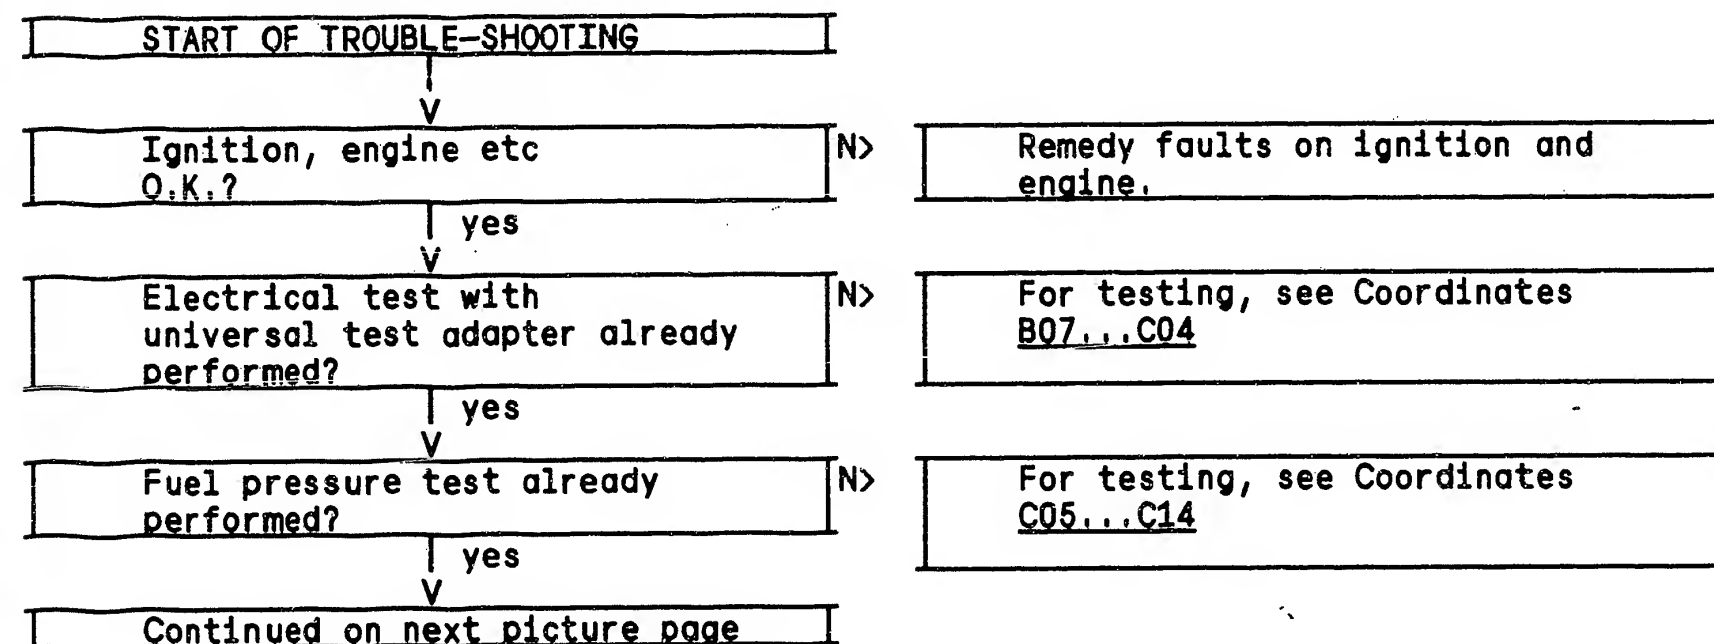 START OF TROUBLE-SHOOTING
V
Ignition, engine etc
O.K.?
N>
Remedy faults on ignition and
engine.
yes
V
Electrical test with
universal test adapter already
performed?
N>
For testing, see Coordinates
B07...C04
yes
V
Fuel pressure test already
performed?
N>
For testing, see Coordinates
C05...C14
yes
V
Continued on next picture page